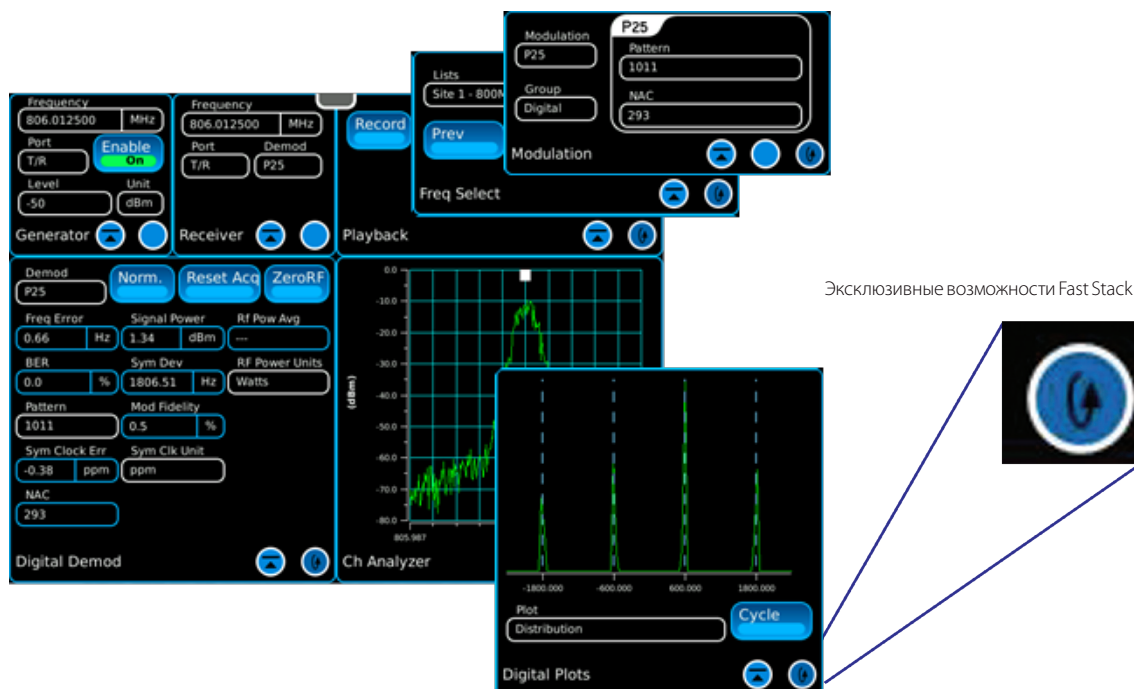 P25
Modulation
P25
Pattern
1011
Group
Digital
NAC
293
Modulation
Lists
Site 1 - 800M
Prev
Freq Select
Frequency
806.012500 MHz
Port
T/R
Enable
On
Level Unit
-50 dBm
Generator
Frequency
806.012500 MHz
Port Demod
T/R P25
Receiver
Record
Playback
Demod
P25
Norm. Reset Acq ZeroRF
Freq Error Signal Power Rf Pow Avg
0.66 Hz 1.34 dBm ---
BER Sym Dev RF Power Units
0.0 % 1806.51 Hz Watts
Pattern Mod Fidelity
1011 0.5 %
Sym Clock Err Sym Clk Unit
-0.38 ppm ppm
NAC
293
Digital Demod
0.0
-10.0
-20.0
-30.0
-40.0
-50.0
-60.0
-70.0
-80.0
(dBm)
805.987
Ch Analyzer
-1800.000 -600.000 600.000 1800.000
Plot
Distribution
Cycle
Digital Plots
Эксклюзивные возможности Fast Stack